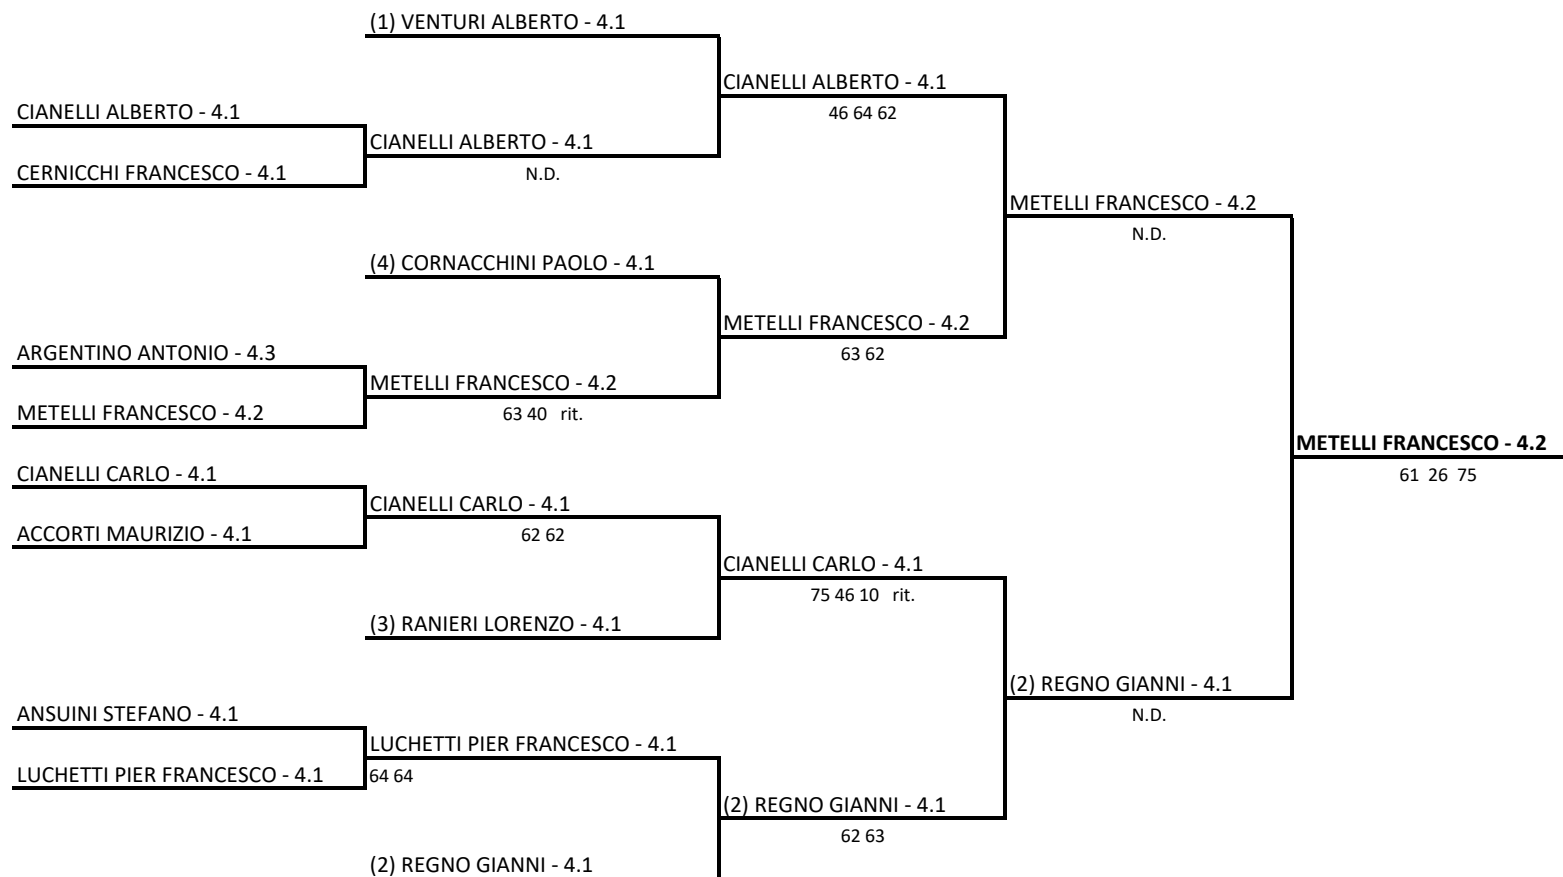 (1) VENTURI ALBERTO - 4.1
CIANELLI ALBERTO - 4.1
46 64 62
CIANELLI ALBERTO - 4.1
CIANELLI ALBERTO - 4.1
N.D.
CERNICCHI FRANCESCO - 4.1
METELLI FRANCESCO - 4.2
N.D.
(4) CORNACCHINI PAOLO - 4.1
METELLI FRANCESCO - 4.2
63 62
ARGENTINO ANTONIO - 4.3
METELLI FRANCESCO - 4.2
63 40 rit.
METELLI FRANCESCO - 4.2
METELLI FRANCESCO - 4.2
61 26 75
CIANELLI CARLO - 4.1
CIANELLI CARLO - 4.1
62 62
ACCORTI MAURIZIO - 4.1
CIANELLI CARLO - 4.1
75 46 10 rit.
(3) RANIERI LORENZO - 4.1
(2) REGNO GIANNI - 4.1
N.D.
ANSUINI STEFANO - 4.1
LUCHETTI PIER FRANCESCO - 4.1
LUCHETTI PIER FRANCESCO - 4.1
64 64
(2) REGNO GIANNI - 4.1
62 63
(2) REGNO GIANNI - 4.1